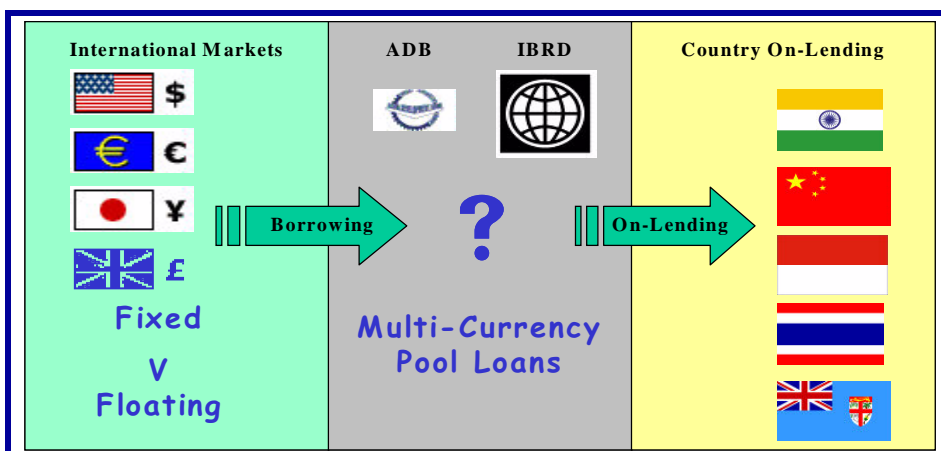 International Markets
$
€ €
¥
£
Fixed
V
Floating
Borrowing
ADB IBRD
?
Multi-Currency
Pool Loans
On-Lending
Country On-Lending